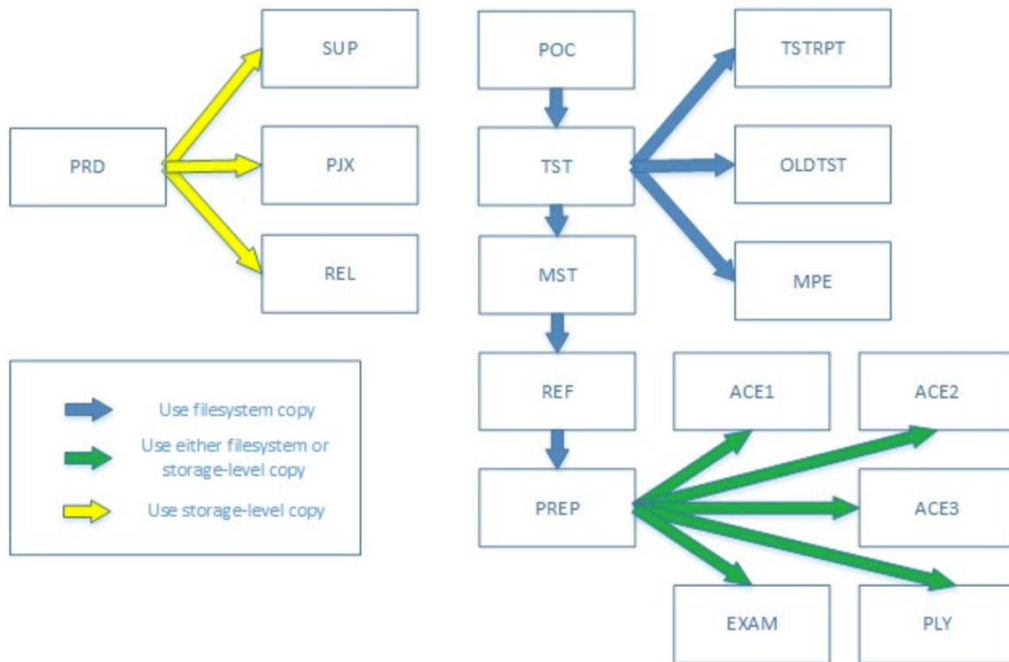 SUP
POC
TSTRPT
PRD
PJX
TST
OLDTST
REL
MST
MPE
REF
ACE1
ACE2
Use filesystem copy
Use either filesystem or
storage-level copy
Use storage-level copy
PREP
ACE3
EXAM
PLY